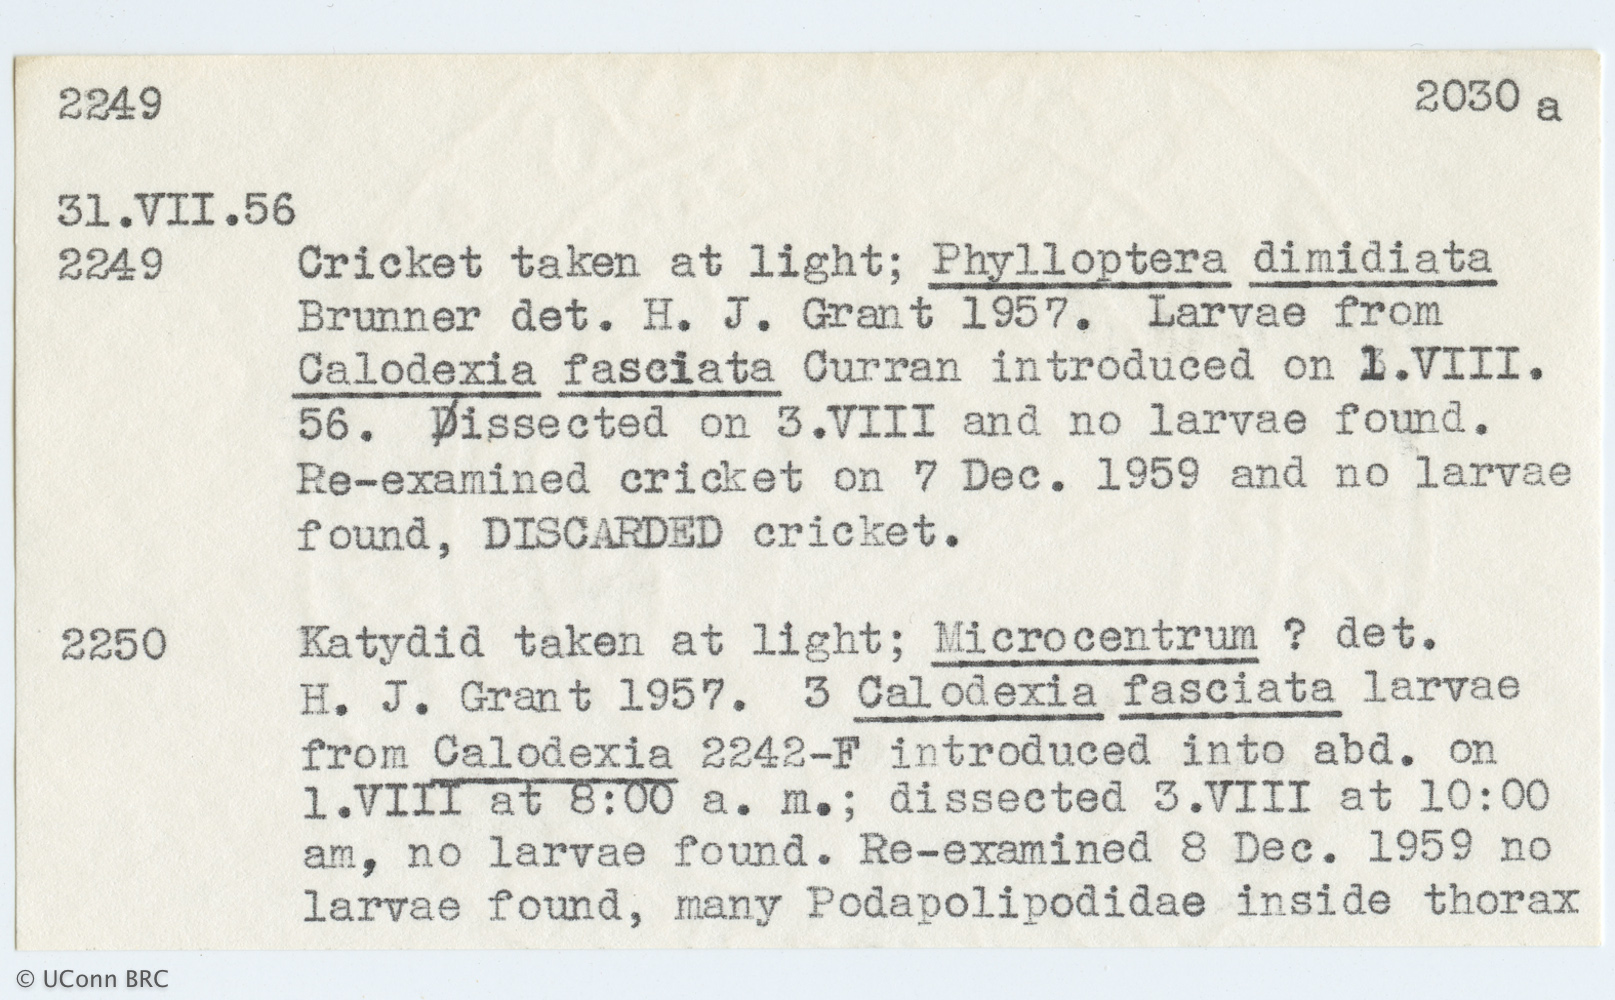 2249 2030 a
31.VII.56
2249 Cricket taken at light; Phylloptera dimidiata
Brunner det. H. J. Grant 1957. Larvae from
Calodexia fasciata Curran introduced on 1.VIII.
56. Dissected on 3.VIII and no larvae found.
Re-examined cricket on 7 Dec. 1959 and no larvae
found, DISCARDED cricket.
2250 Katydid taken at light; Microcentrum ? det.
H. J. Grant 1957. 3 Calodexia fasciata larvae
from Calodexia 2242-F introduced into abd. on
1.VIII at 8:00 a. m.; dissected 3.VIII at 10:00
am, no larvae found. Re-examined 8 Dec. 1959 no
larvae found, many Podapolipodidae inside thorax
© UConn BRC